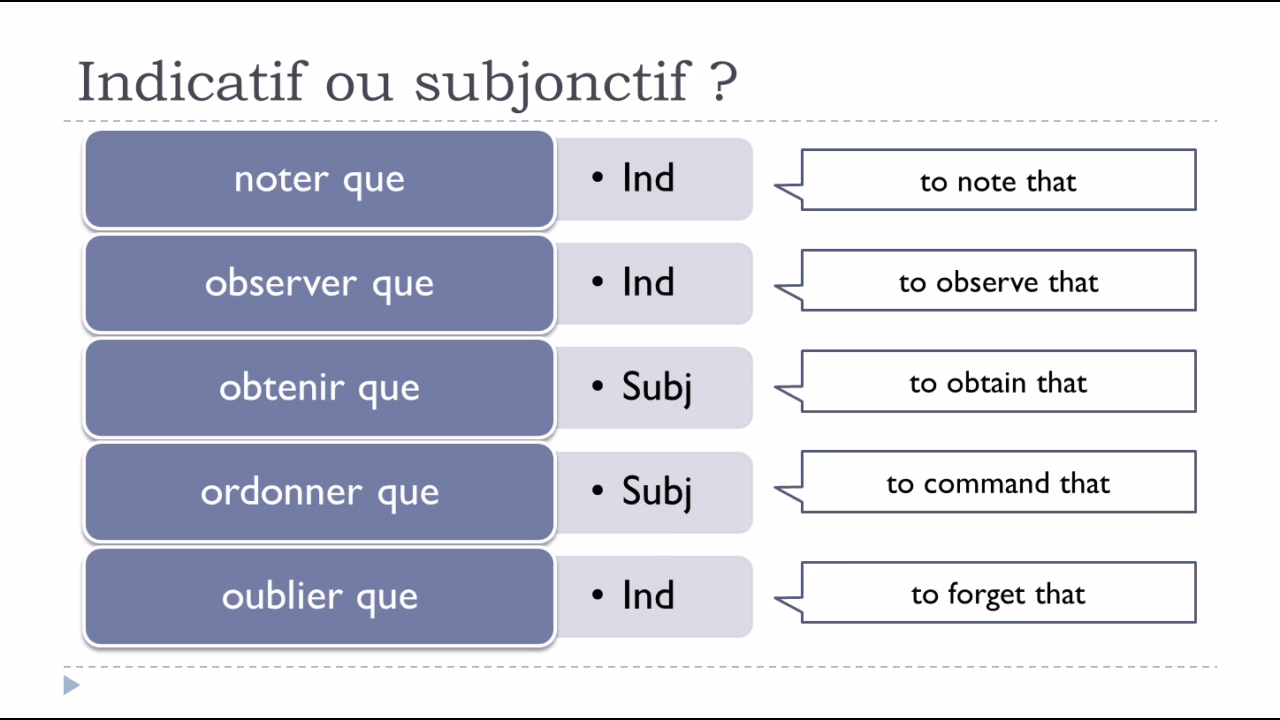 Indicatif ou subjonctif ?
noter que • Ind to note that
observer que • Ind to observe that
obtenir que • Subj to obtain that
ordonner que • Subj to command that
oublier que • Ind to forget that